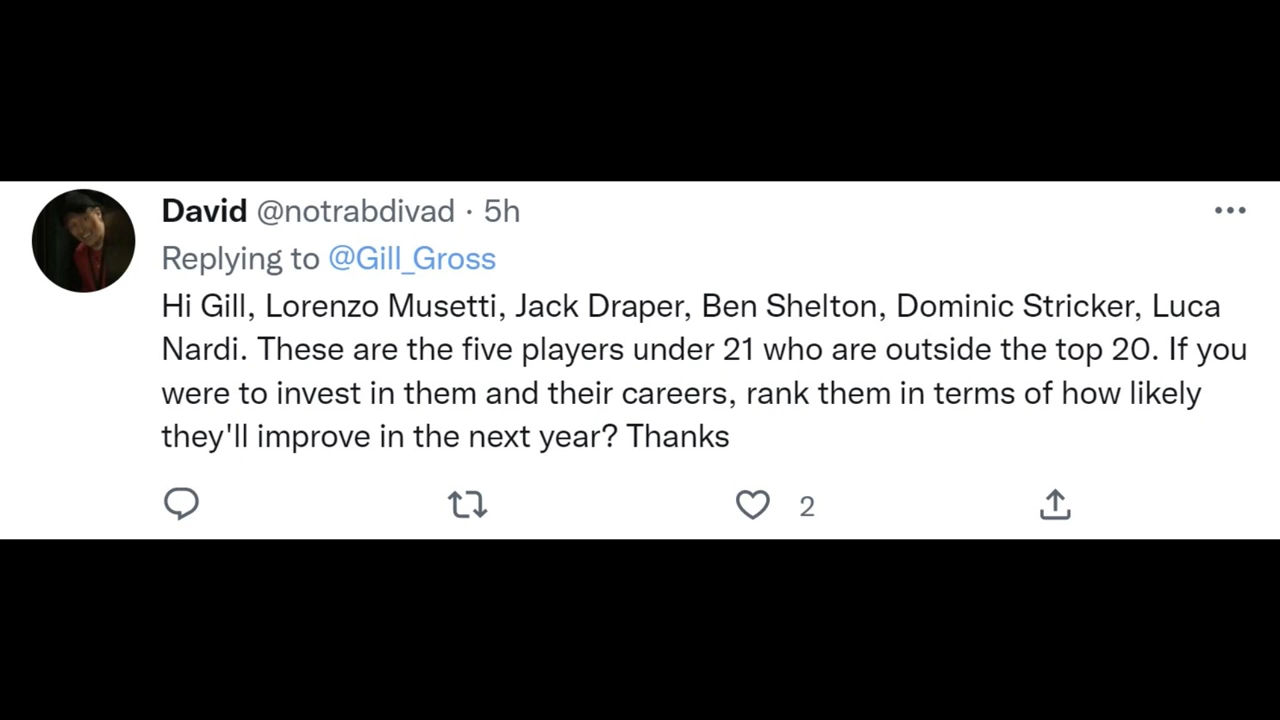 David @notrabdivad · 5h
Replying to @Gill_Gross
Hi Gill, Lorenzo Musetti, Jack Draper, Ben Shelton, Dominic Stricker, Luca
Nardi. These are the five players under 21 who are outside the top 20. If you
were to invest in them and their careers, rank them in terms of how likely
they'll improve in the next year? Thanks
2